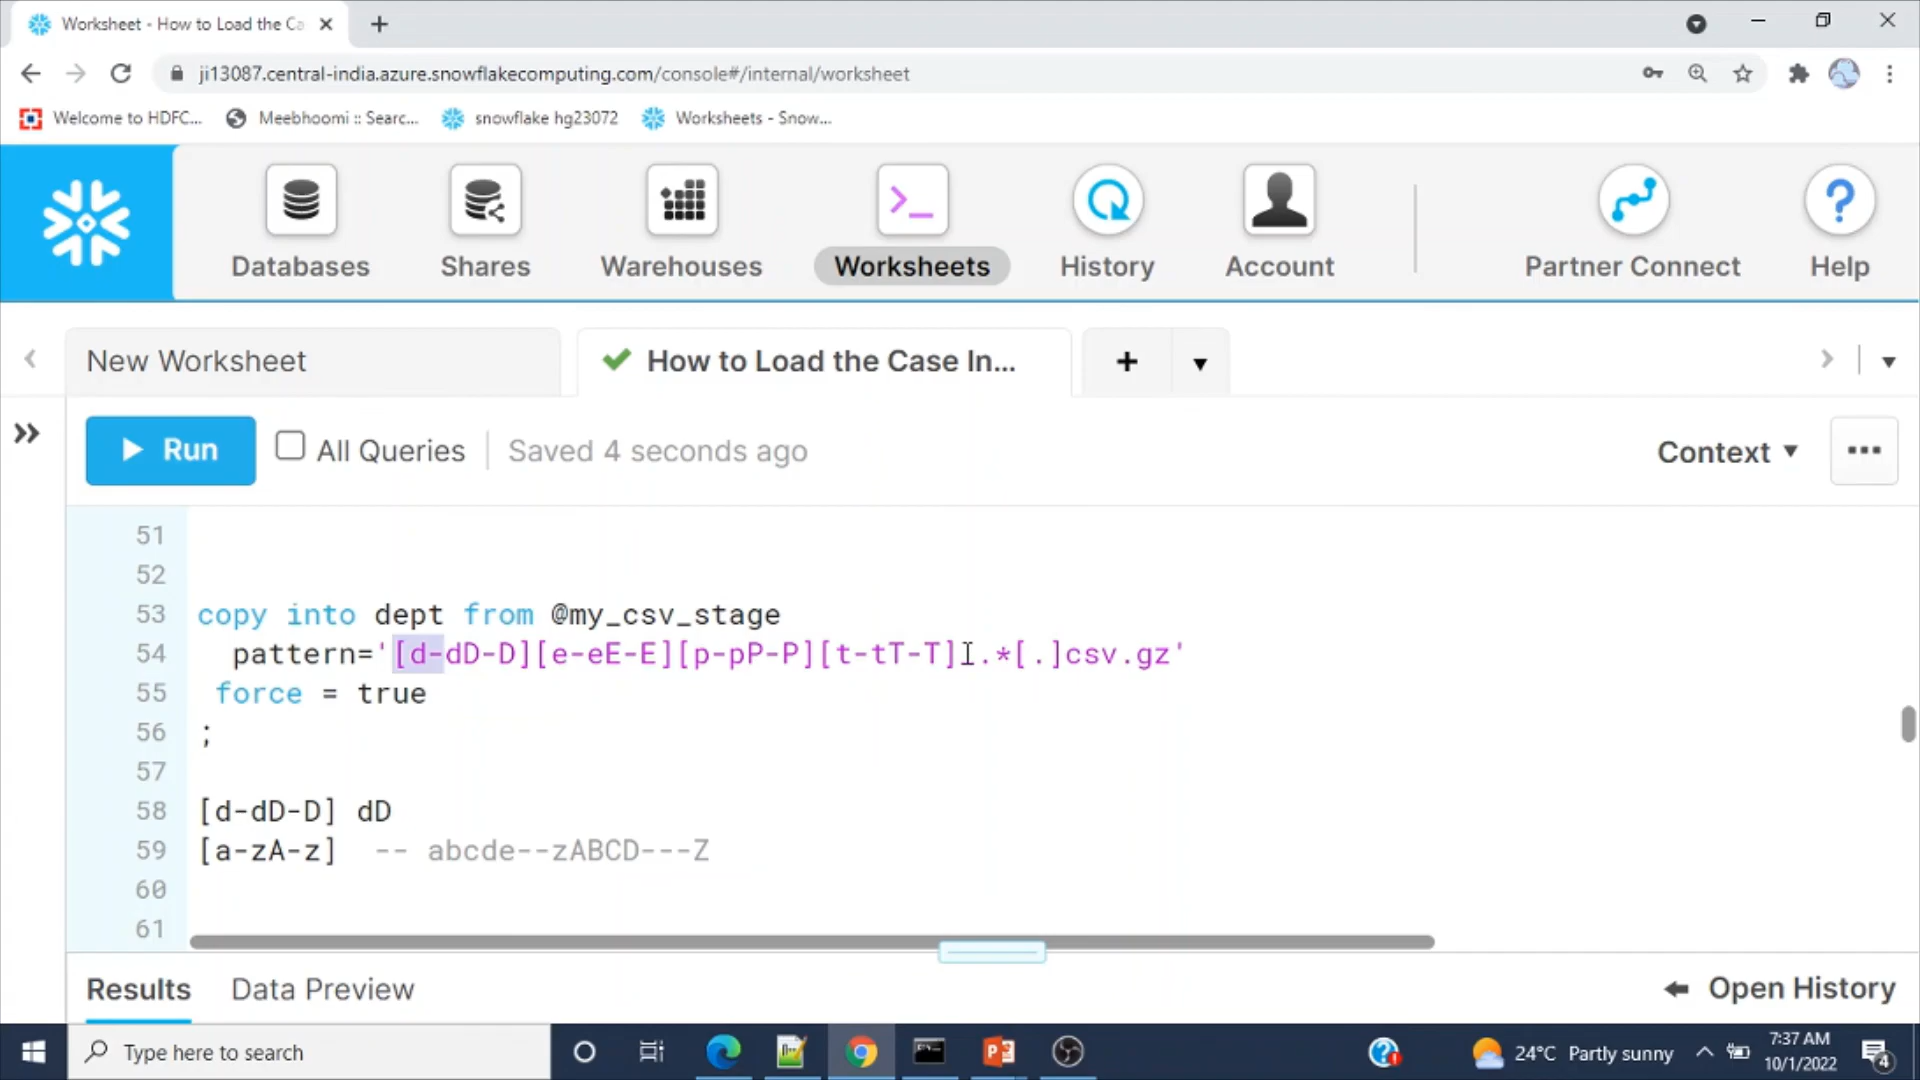 Worksheet - How to Load the Ca
ji13087.central-india.azure.snowflakecomputing.com/console#/internal/worksheet
Welcome to HDFC...
Meebhoomi :: Searc...
snowflake hg23072
Worksheets - Snow...
Databases
Shares
Warehouses
Worksheets
History
Account
Partner Connect
Help
New Worksheet
How to Load the Case In...
Run
All Queries
Saved 4 seconds ago
Context
51
52
53 copy into dept from @my_csv_stage
54 pattern='[d-dD-D][e-eE-E][p-pP-P][t-tT-T].*[.]csv.gz'
55 force = true
56 ;
57
58 [d-dD-D] dD
59 [a-zA-z] -- abcde--zABCD---Z
60
61
Results
Data Preview
Open History
Type here to search
24°C Partly sunny
7:37 AM
10/1/2022
4